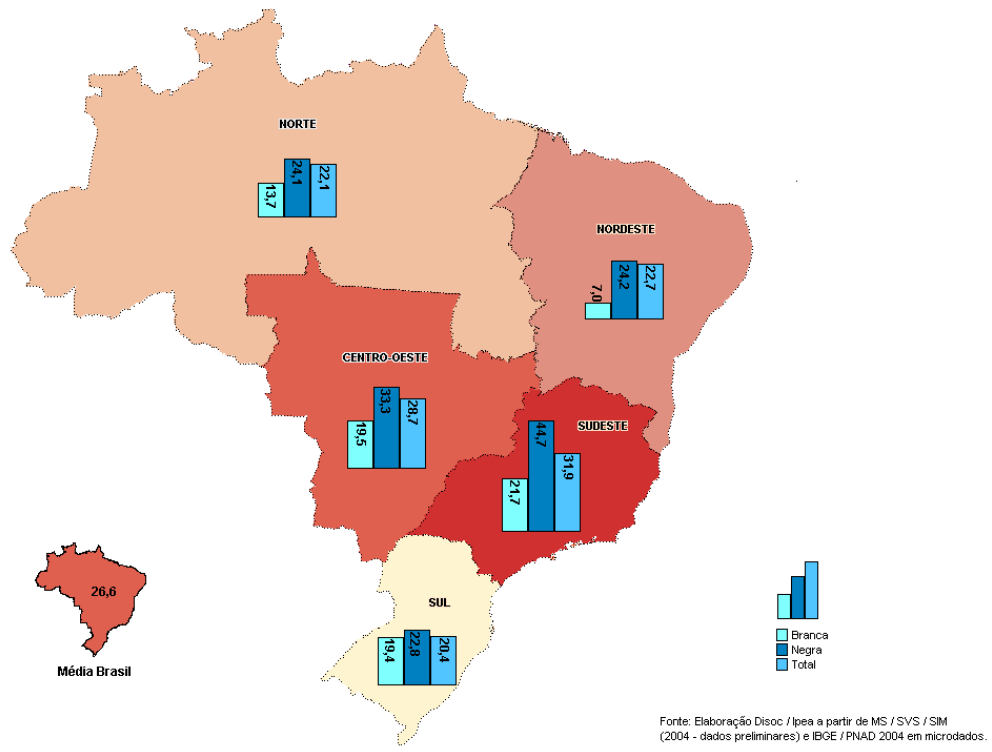 NORTE
13,7
24,1
22,1
NORDESTE
7,0
24,2
22,7
CENTRO-OESTE
19,5
33,3
28,7
SUDESTE
21,7
44,7
31,9
26,6
Média Brasil
SUL
19,4
22,8
20,4
Branca
Negra
Total
Fonte: Elaboração Disoc / Ipea a partir de MS / SVS / SIM
(2004 - dados preliminares) e IBGE / PNAD 2004 em microdados.